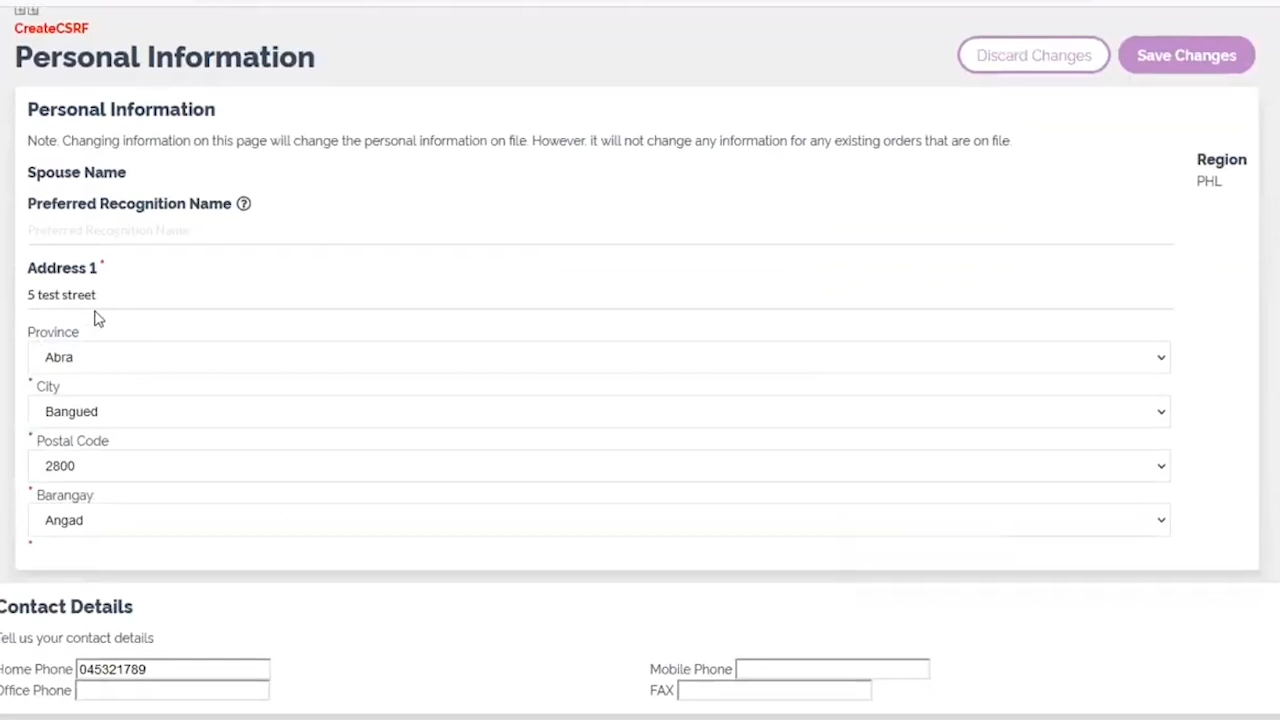 CreateCSRF
Personal Information
Discard Changes
Save Changes
Personal Information
Note. Changing information on this page will change the personal information on file. However. it will not change any information for any existing orders that are on file.
Region
PHL
Spouse Name
Preferred Recognition Name ?
Preferred Recognition Name
Address 1 *
5 test street
Province
Abra
* City
Bangued
* Postal Code
2800
* Barangay
Angad
*
Contact Details
Tell us your contact details
Home Phone 045321789
Mobile Phone
Office Phone
FAX